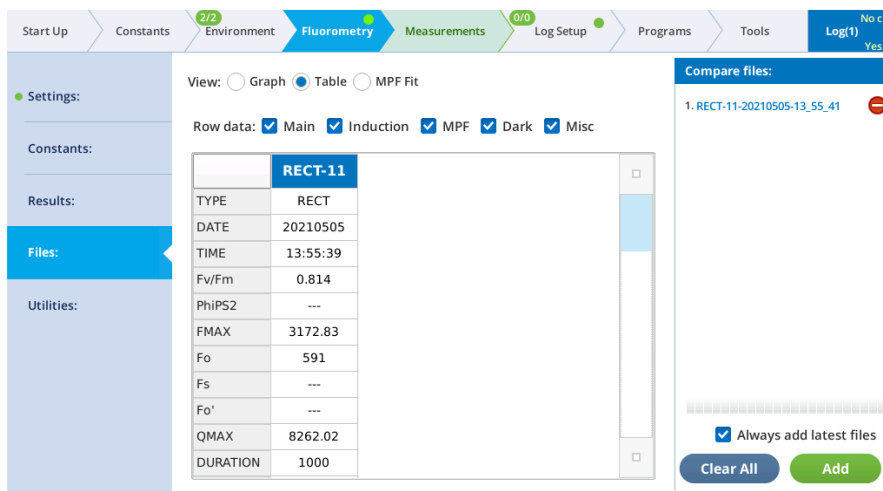 Start Up
Constants
2/2
Environment
Fluorometry
Measurements
0/0
Log Setup
Programs
Tools
No c
Log(1)
Yes
Settings:
Constants:
Results:
Files:
Utilities:
View: Graph Table MPF Fit
Row data: Main Induction MPF Dark Misc
RECT-11
TYPE RECT
DATE 20210505
TIME 13:55:39
Fv/Fm 0.814
PhiPS2 ---
FMAX 3172.83
Fo 591
Fs ---
Fo' ---
QMAX 8262.02
DURATION 1000
Compare files:
1. RECT-11-20210505-13_55_41
Always add latest files
Clear All
Add